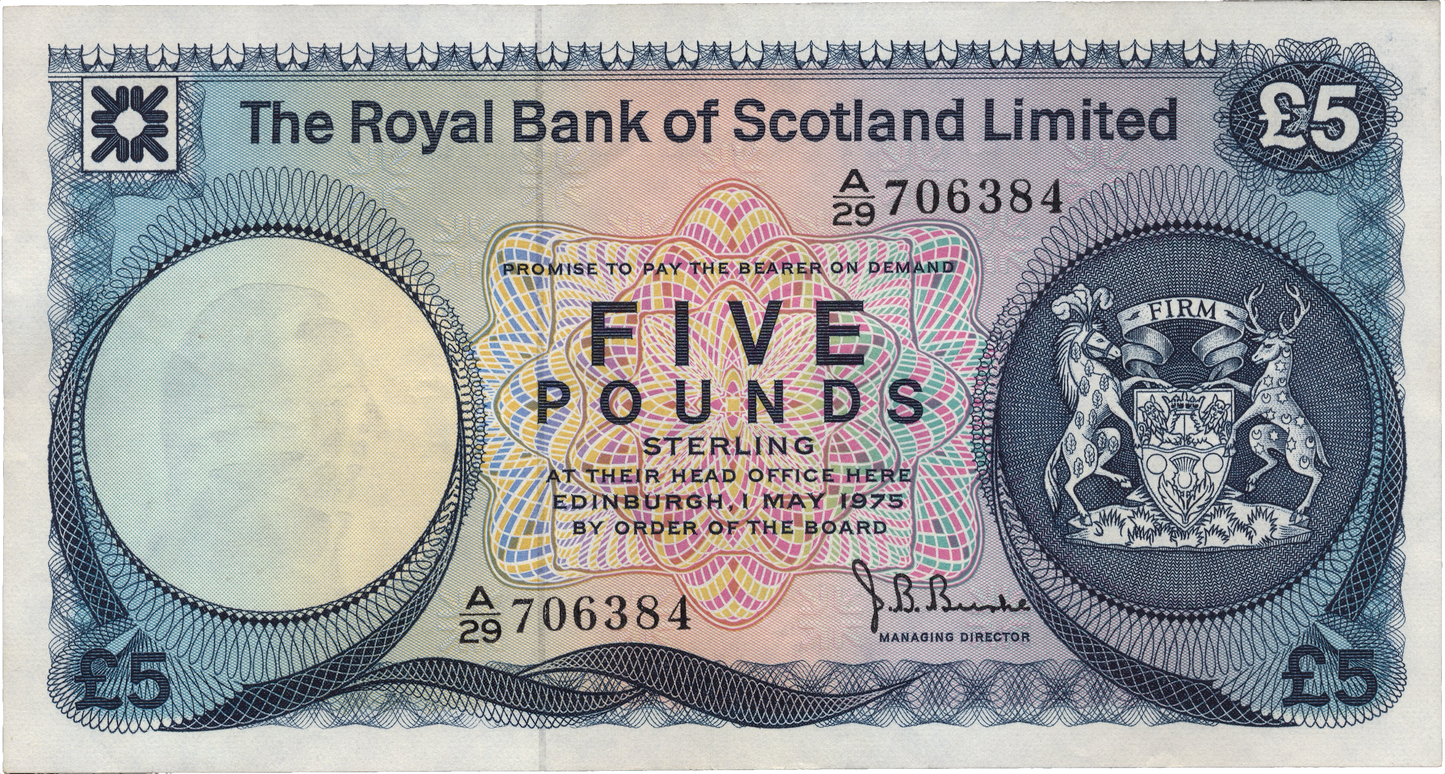 The Royal Bank of Scotland Limited
£5
A/29 706384
PROMISE TO PAY THE BEARER ON DEMAND
FIVE
POUNDS
STERLING
AT THEIR HEAD OFFICE HERE
EDINBURGH, 1 MAY 1975
BY ORDER OF THE BOARD
FIRM
A/29 706384
J. B. Burke
MANAGING DIRECTOR
£5
£5